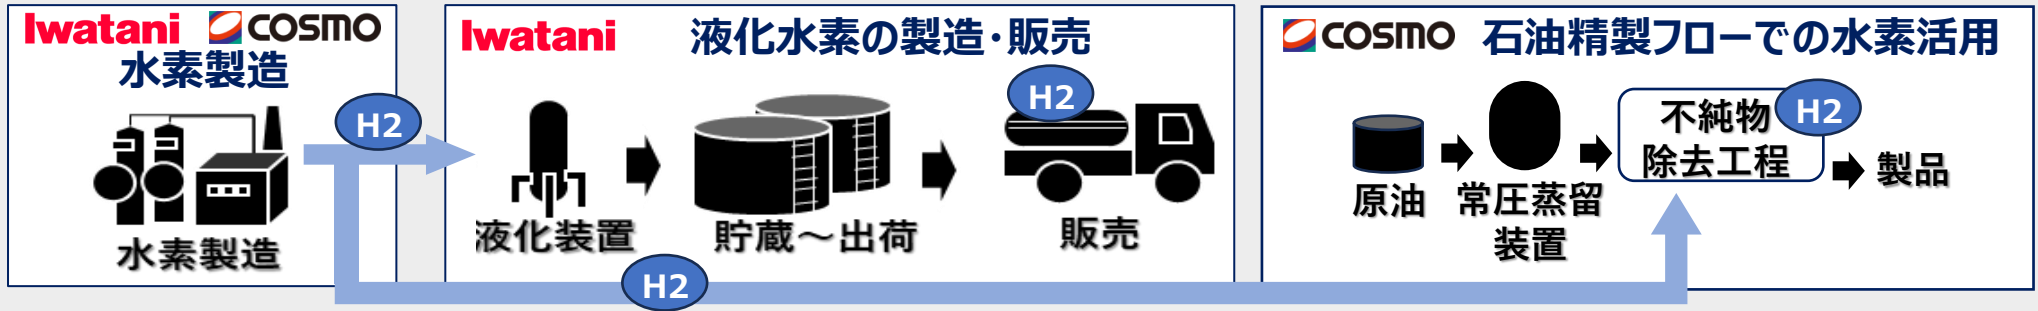 Iwatani COSMO
水素製造
H2
水素製造
Iwatani 液化水素の製造・販売
H2
液化装置
貯蔵～出荷
販売
H2
COSMO 石油精製フローでの水素活用
原油
常圧蒸留
装置
不純物
除去工程
H2
製品